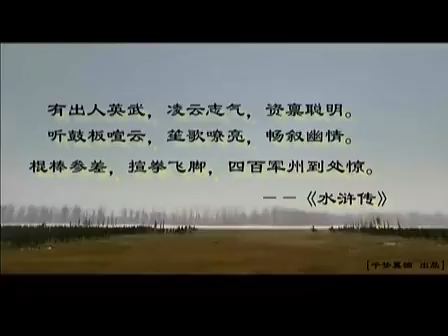 有出人英武，凌云志气，资禀聪明。
听鼓板喧云，笙歌嘹亮，畅叙幽情。
棍棒参差，揎拳飞脚，四百军州到处惊。
－－《水浒传》